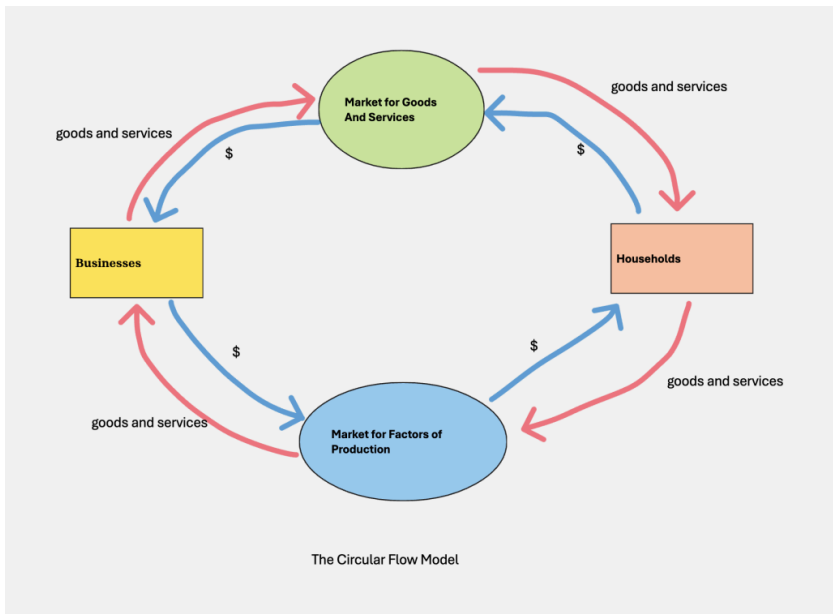 goods and services
Market for Goods
And Services
goods and services
$
$
Businesses
Households
$
$
goods and services
goods and services
Market for Factors of
Production
The Circular Flow Model